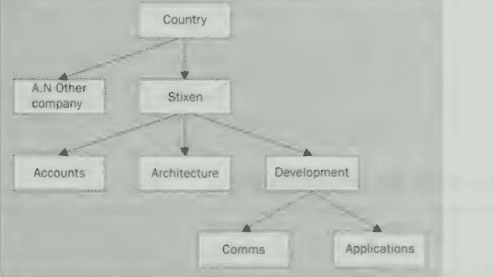 Country
A.N Other
company
Stixen
Accounts
Architecture
Development
Comms
Applications